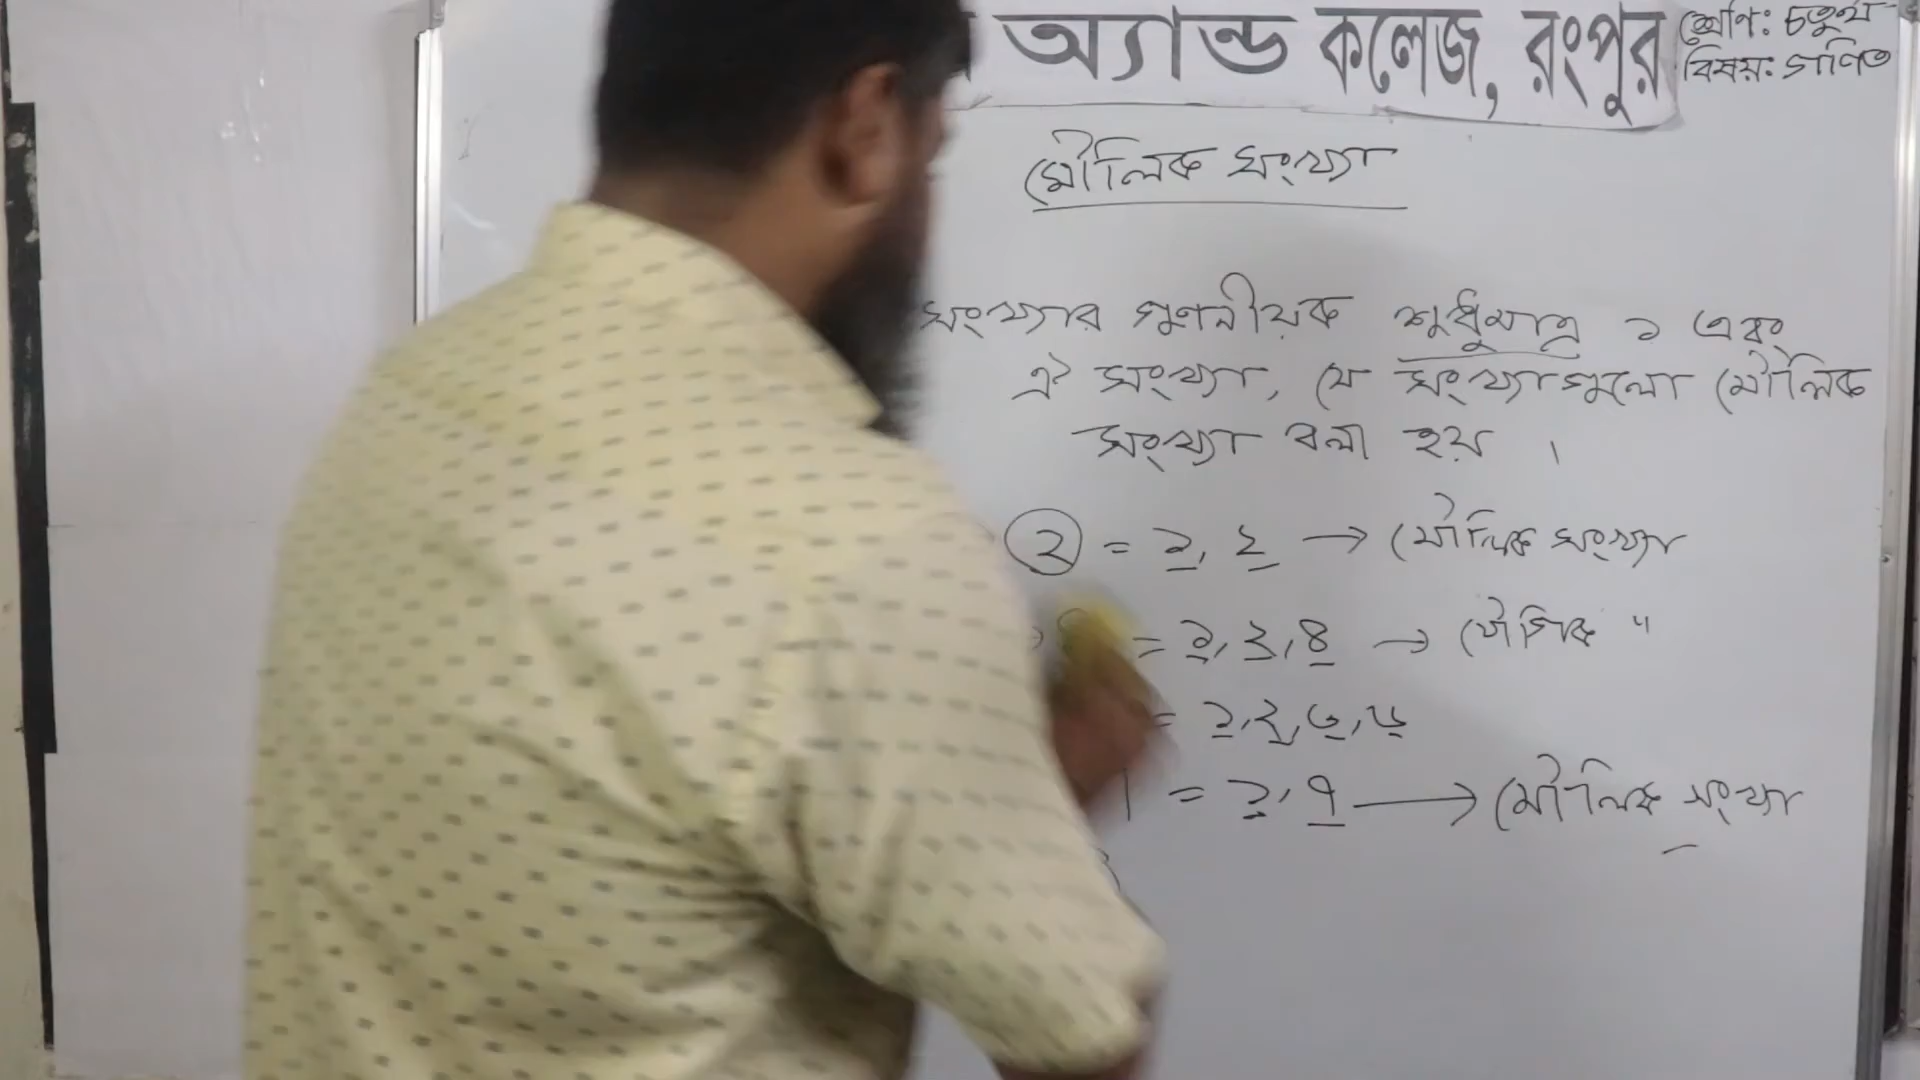 অ্যান্ড কলেজ, রংপুর
শ্রেণি: চতুর্থ
বিষয়: গণিত
মৌলিক সংখ্যা
সংখ্যার গুণনীয়ক শুধুমাত্র ১ এবং
ঐ সংখ্যা, যে সংখ্যাগুলো মৌলিক
সংখ্যা বলা হয় ।
২ = ১, ২ → মৌলিক সংখ্যা
= ১, ২, ৪ → যৌগিক "
= ১, ২, ৩, ৬
= ১, ৭ → মৌলিক সংখ্যা